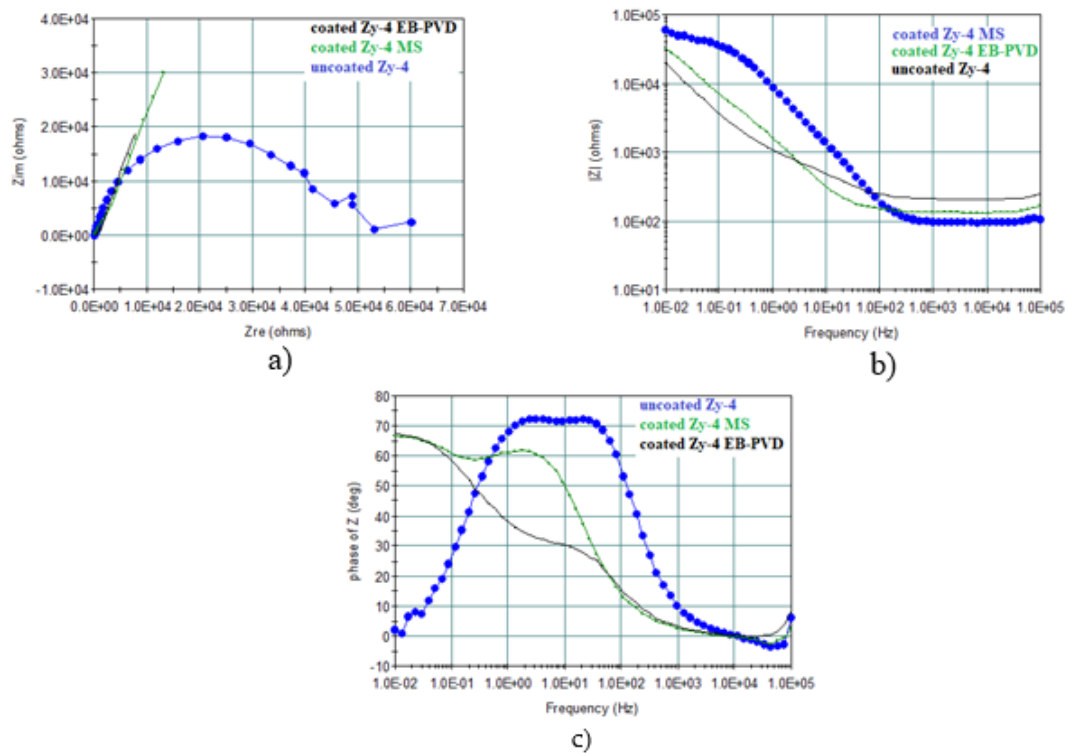 4.0E+04
3.0E+04
2.0E+04
1.0E+04
0.0E+00
-1.0E+04
Zim (ohms)
coated Zy-4 EB-PVD
coated Zy-4 MS
uncoated Zy-4
0.0E+00 1.0E+04 2.0E+04 3.0E+04 4.0E+04 5.0E+04 6.0E+04 7.0E+04
Zre (ohms)
a)
1.0E+05
1.0E+04
1.0E+03
1.0E+02
1.0E+01
|Z| (ohms)
coated Zy-4 MS
coated Zy-4 EB-PVD
uncoated Zy-4
1.0E-02 1.0E-01 1.0E+00 1.0E+01 1.0E+02 1.0E+03 1.0E+04 1.0E+05
Frequency (Hz)
b)
80
70
60
50
40
30
20
10
0
-10
phase of Z (deg)
uncoated Zy-4
coated Zy-4 MS
coated Zy-4 EB-PVD
1.0E-02 1.0E-01 1.0E+00 1.0E+01 1.0E+02 1.0E+03 1.0E+04 1.0E+05
Frequency (Hz)
c)